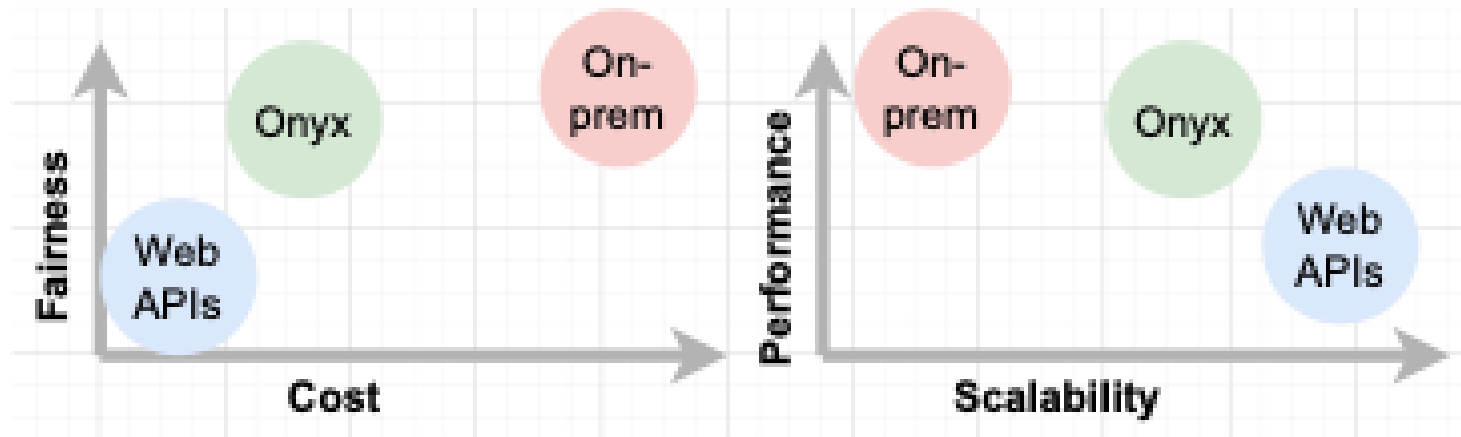 Fairness
Onyx
On-
prem
Web
APIs
Cost
Performance
On-
prem
Onyx
Web
APIs
Scalability